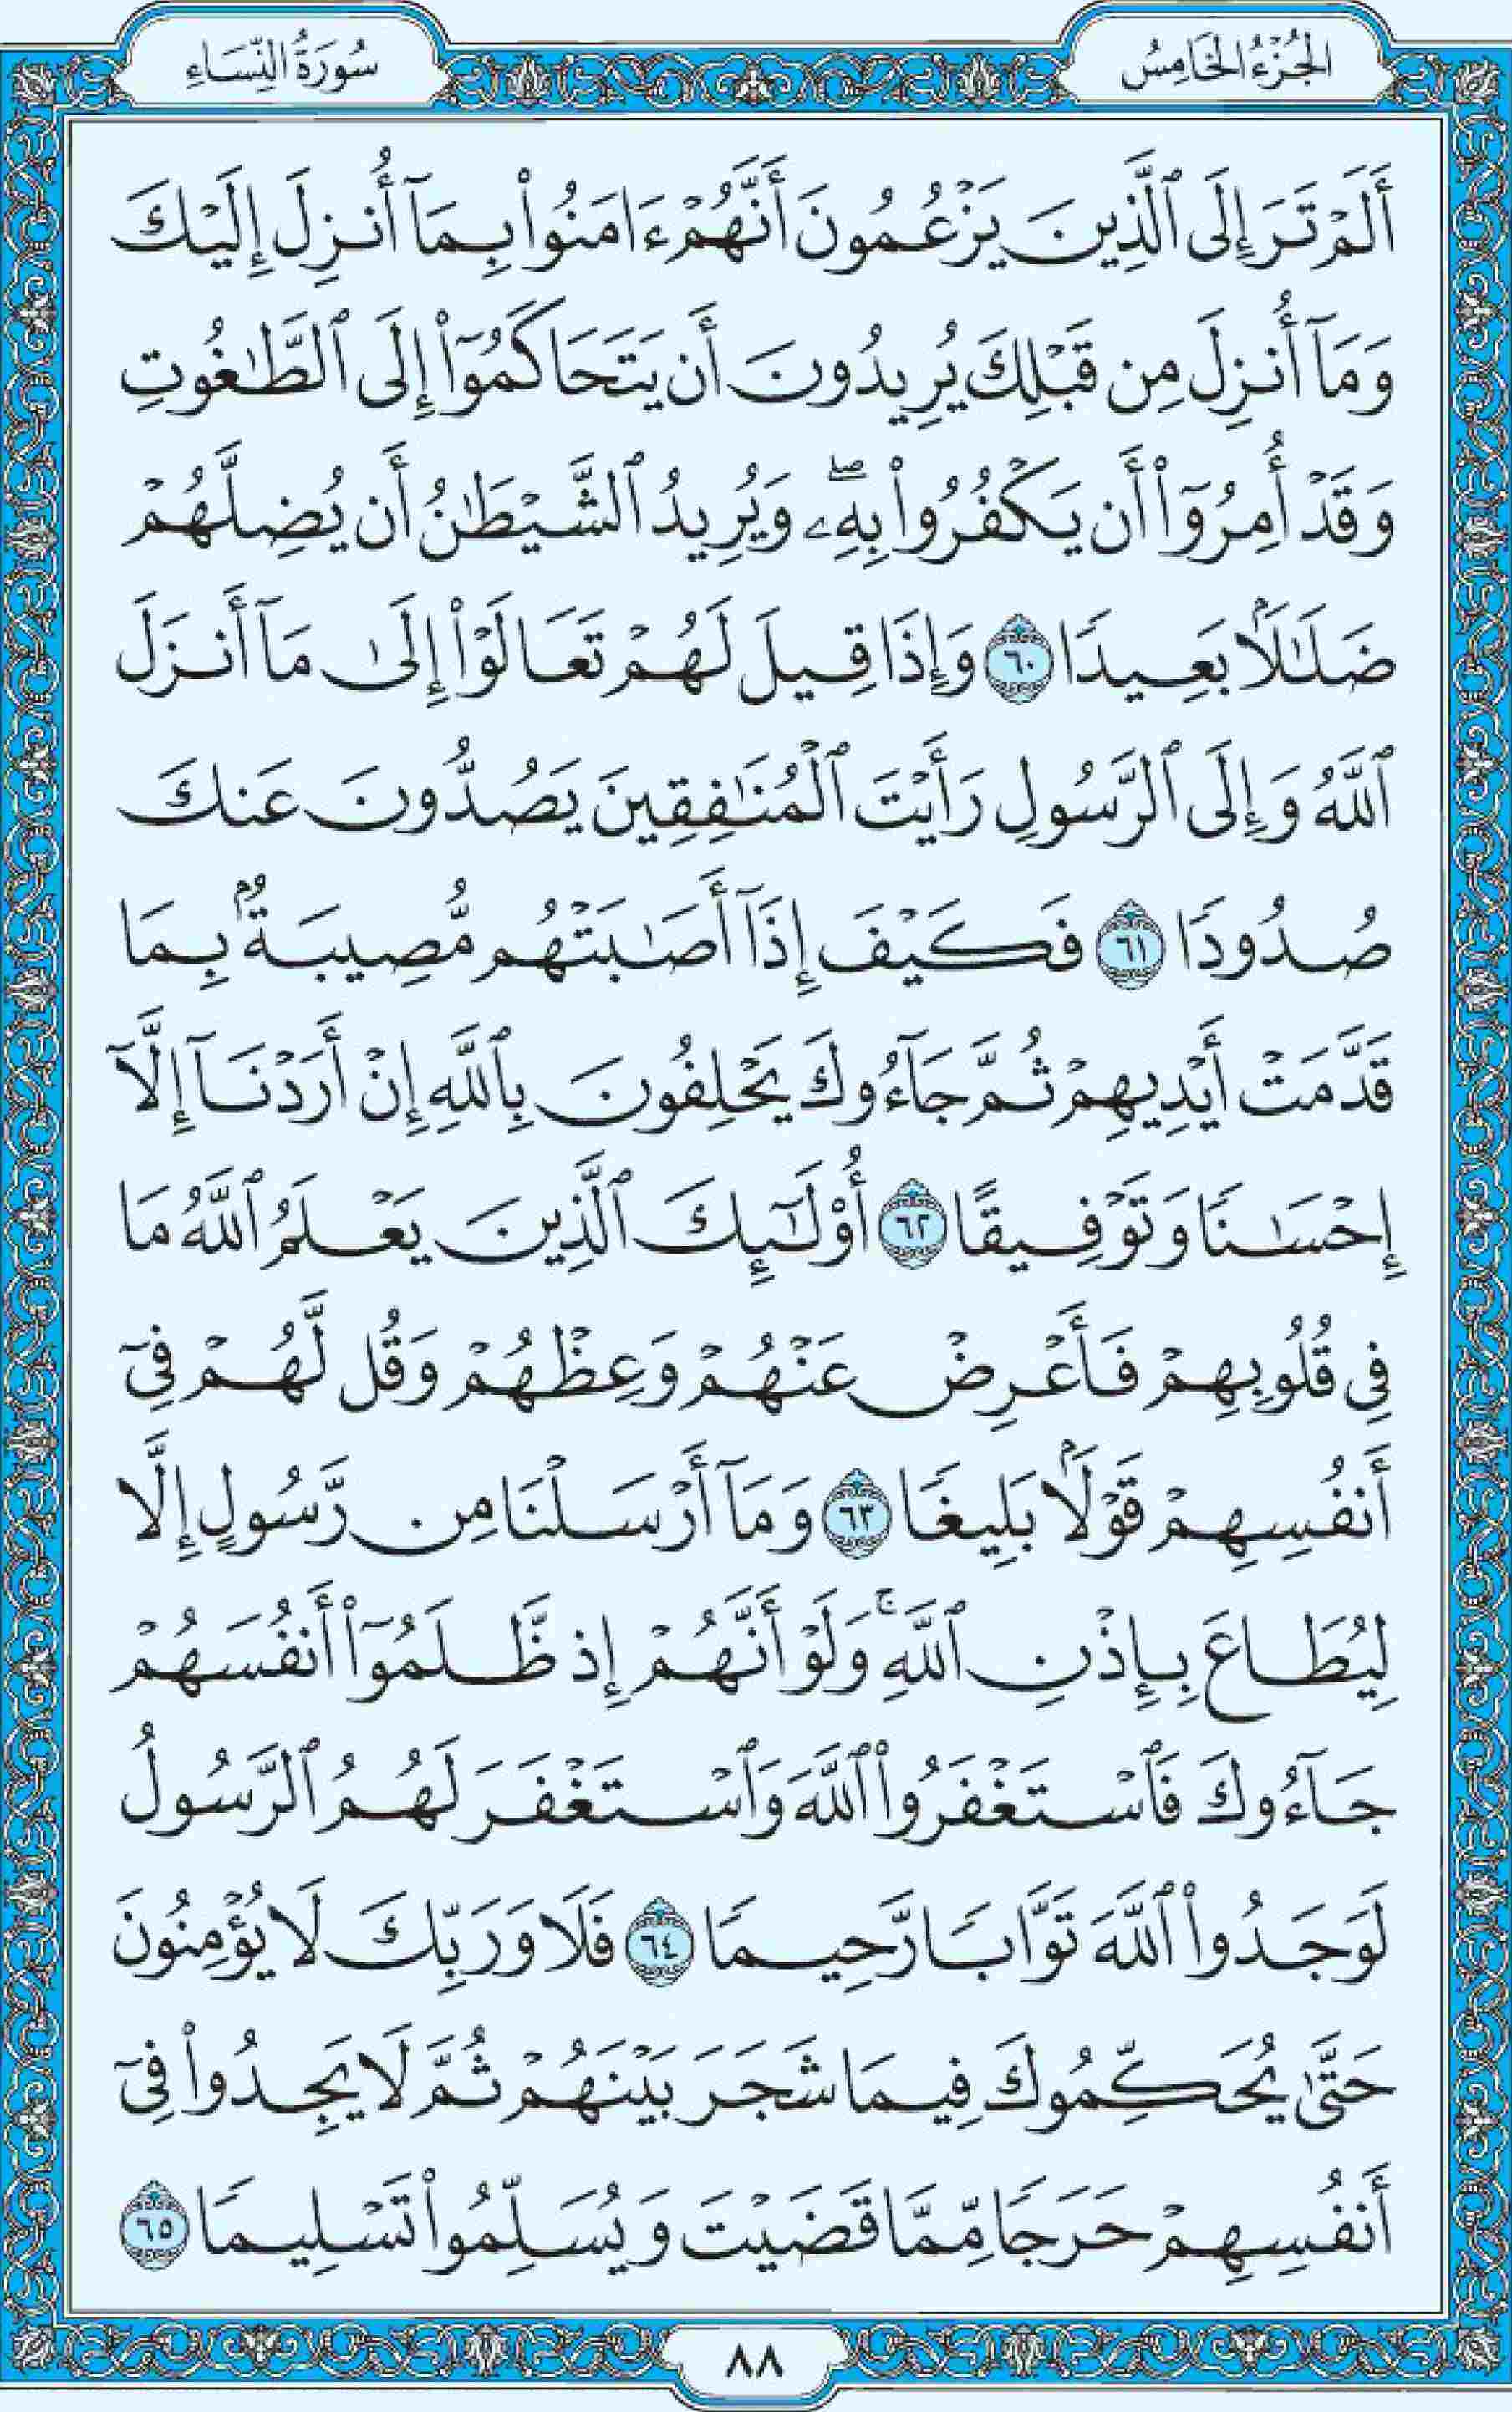 الجُزْءُ الخَامِسُ
سُورَةُ النِّسَاءِ
أَلَمۡ تَرَ إِلَى ٱلَّذِينَ يَزۡعُمُونَ أَنَّهُمۡ ءَامَنُواْ بِمَآ أُنزِلَ إِلَيۡكَ
وَمَآ أُنزِلَ مِن قَبۡلِكَ يُرِيدُونَ أَن يَتَحَاكَمُوٓاْ إِلَى ٱلطَّٰغُوتِ
وَقَدۡ أُمِرُوٓاْ أَن يَكۡفُرُواْ بِهِۦۖ وَيُرِيدُ ٱلشَّيۡطَٰنُ أَن يُضِلَّهُمۡ
ضَلَٰلَۢا بَعِيدٗا ٦٠ وَإِذَا قِيلَ لَهُمۡ تَعَالَوۡاْ إِلَىٰ مَآ أَنزَلَ
ٱللَّهُ وَإِلَى ٱلرَّسُولِ رَأَيۡتَ ٱلۡمُنَٰفِقِينَ يَصُدُّونَ عَنكَ
صُدُودٗا ٦١ فَكَيۡفَ إِذَآ أَصَٰبَتۡهُم مُّصِيبَةُۢ بِمَا
قَدَّمَتۡ أَيۡدِيهِمۡ ثُمَّ جَآءُوكَ يَحۡلِفُونَ بِٱللَّهِ إِنۡ أَرَدۡنَآ إِلَّآ
إِحۡسَٰنٗا وَتَوۡفِيقًا ٦٢ أُوْلَٰٓئِكَ ٱلَّذِينَ يَعۡلَمُ ٱللَّهُ مَا
فِي قُلُوبِهِمۡ فَأَعۡرِضۡ عَنۡهُمۡ وَعِظۡهُمۡ وَقُل لَّهُمۡ فِيٓ
أَنفُسِهِمۡ قَوۡلَۢا بَلِيغٗا ٦٣ وَمَآ أَرۡسَلۡنَا مِن رَّسُولٍ إِلَّا
لِيُطَاعَ بِإِذۡنِ ٱللَّهِۚ وَلَوۡ أَنَّهُمۡ إِذ ظَّلَمُوٓاْ أَنفُسَهُمۡ
جَآءُوكَ فَٱسۡتَغۡفَرُواْ ٱللَّهَ وَٱسۡتَغۡفَرَ لَهُمُ ٱلرَّسُولُ
لَوَجَدُواْ ٱللَّهَ تَوَّابٗا رَّحِيمٗا ٦٤ فَلَا وَرَبِّكَ لَا يُؤۡمِنُونَ
حَتَّىٰ يُحَكِّمُوكَ فِيمَا شَجَرَ بَيۡنَهُمۡ ثُمَّ لَا يَجِدُواْ فِيٓ
أَنفُسِهِمۡ حَرَجٗا مِّمَّا قَضَيۡتَ وَيُسَلِّمُواْ تَسۡلِيمٗا ٦٥
٨٨